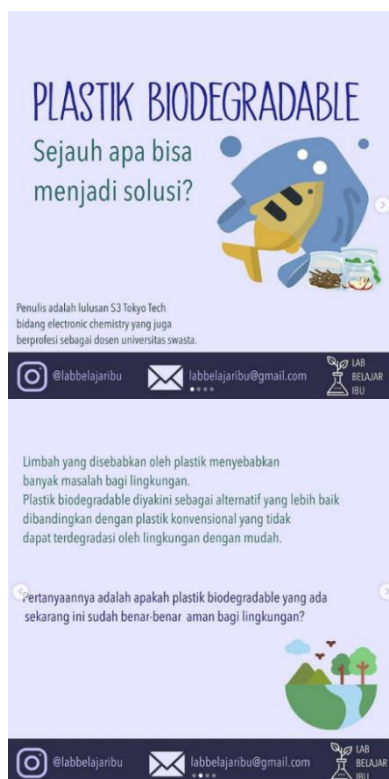 PLASTIK BIODEGRADABLE
Sejauh apa bisa
menjadi solusi?
Penulis adalah lulusan S3 Tokyo Tech
bidang electronic chemistry yang juga
berprofesi sebagai dosen universitas swasta.
@labbelajaribu
labbelajaribu@gmail.com
LAB
BELAJAR
IBU
Limbah yang disebabkan oleh plastik menyebabkan
banyak masalah bagi lingkungan.
Plastik biodegradable diyakini sebagai alternatif yang lebih baik
dibandingkan dengan plastik konvensional yang tidak
dapat terdegradasi oleh lingkungan dengan mudah.
Pertanyaannya adalah apakah plastik biodegradable yang ada
sekarang ini sudah benar-benar aman bagi lingkungan?
@labbelajaribu
labbelajaribu@gmail.com
LAB
BELAJAR
IBU